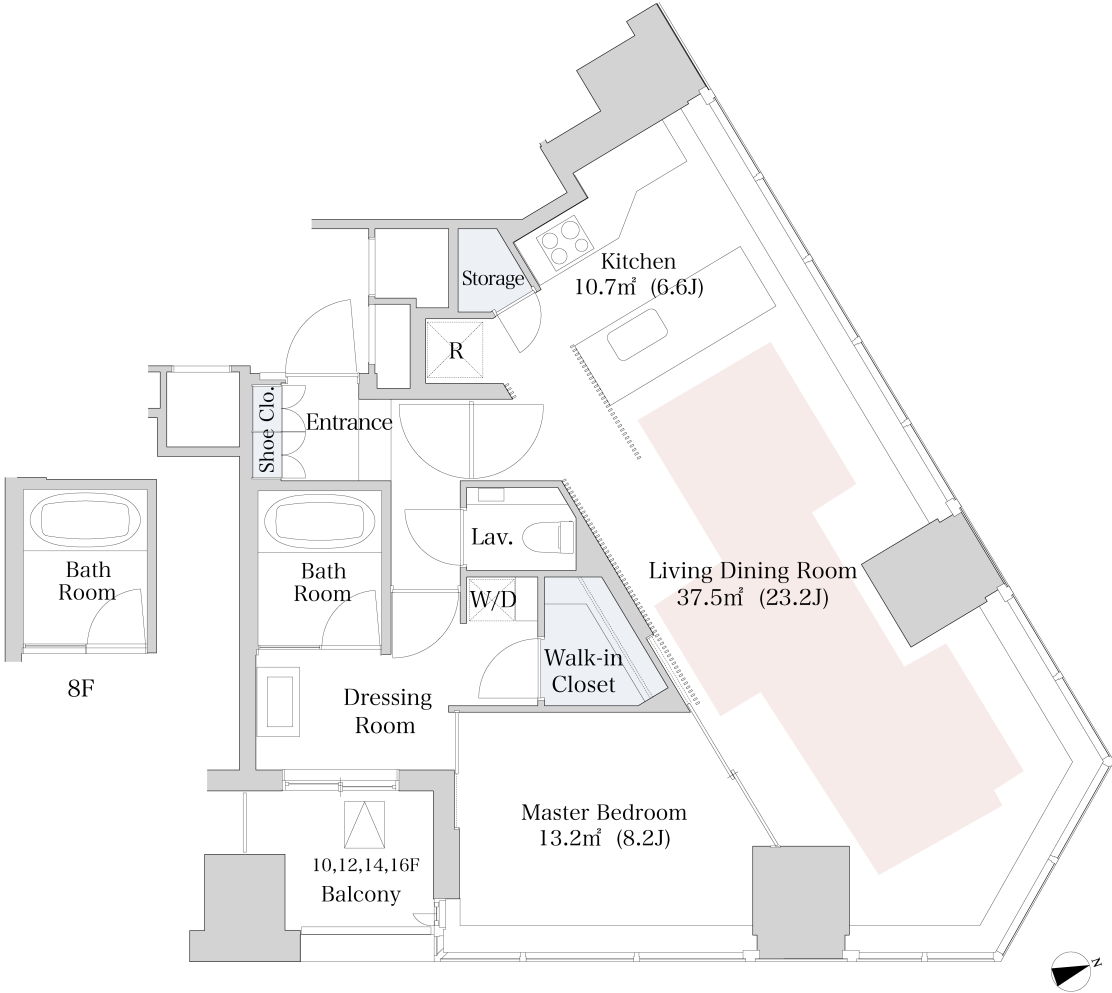 Kitchen
10.7㎡ (6.6J)
Storage
R
Shoe Clo.
Entrance
Lav.
Bath
Room
Bath
Room
W/D
Living Dining Room
37.5㎡ (23.2J)
Walk-in
Closet
8F
Dressing
Room
Master Bedroom
13.2㎡ (8.2J)
10,12,14,16F
Balcony
N